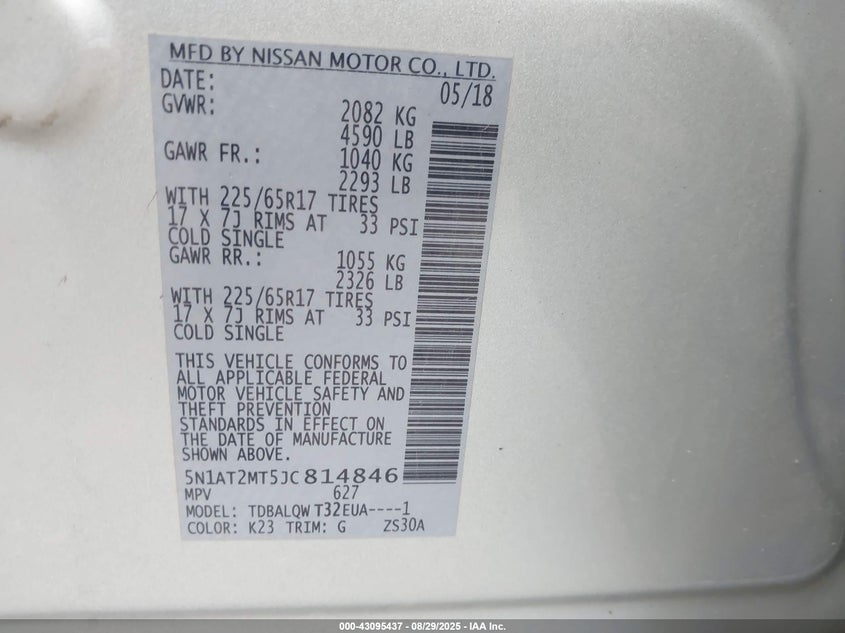 MFD BY NISSAN MOTOR CO., LTD.
DATE: 05/18
GVWR: 2082 KG
4590 LB
GAWR FR.: 1040 KG
2293 LB
WITH 225/65R17 TIRES
17 X 7J RIMS AT 33 PSI
COLD SINGLE
GAWR RR.: 1055 KG
2326 LB
WITH 225/65R17 TIRES
17 X 7J RIMS AT 33 PSI
COLD SINGLE
THIS VEHICLE CONFORMS TO
ALL APPLICABLE FEDERAL
MOTOR VEHICLE SAFETY AND
THEFT PREVENTION
STANDARDS IN EFFECT ON
THE DATE OF MANUFACTURE
SHOWN ABOVE.
5N1AT2MT5JC814846
MPV 627
MODEL: TDBALQW T32EUA----1
COLOR: K23 TRIM: G ZS30A
000-43095437 - 08/29/2025 - IAA Inc.